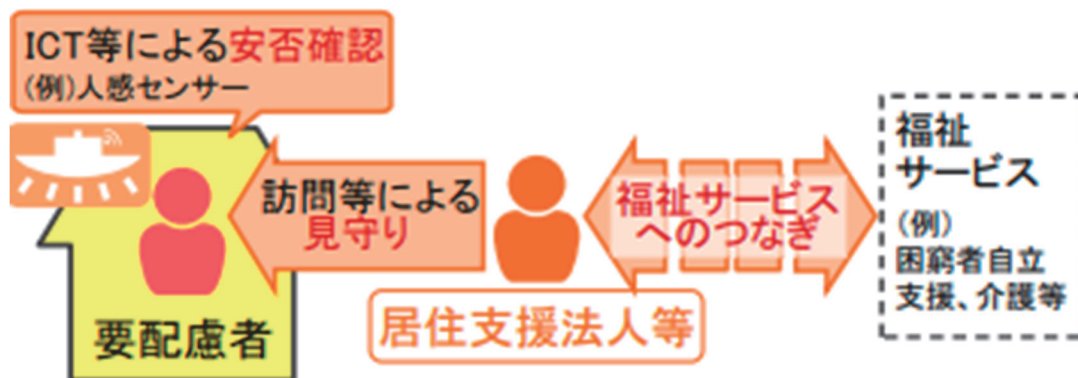 ICT等による安否確認
(例)人感センサー
訪問等による
見守り
要配慮者
居住支援法人等
福祉サービス
へのつなぎ
福祉
サービス
(例)
困窮者自立
支援、介護等